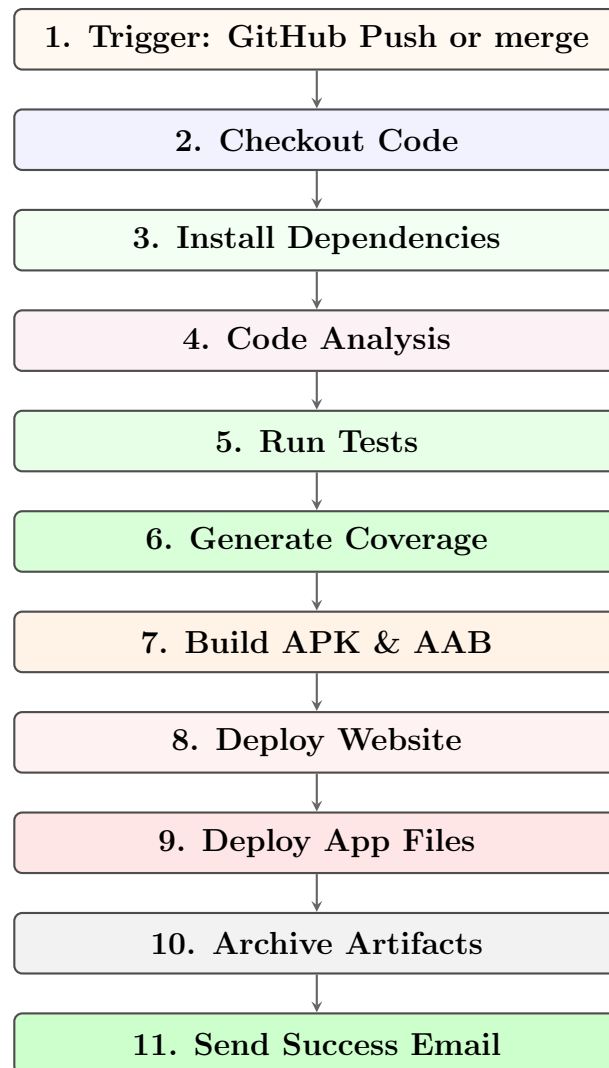 1. Trigger: GitHub Push or merge
2. Checkout Code
3. Install Dependencies
4. Code Analysis
5. Run Tests
6. Generate Coverage
7. Build APK & AAB
8. Deploy Website
9. Deploy App Files
10. Archive Artifacts
11. Send Success Email